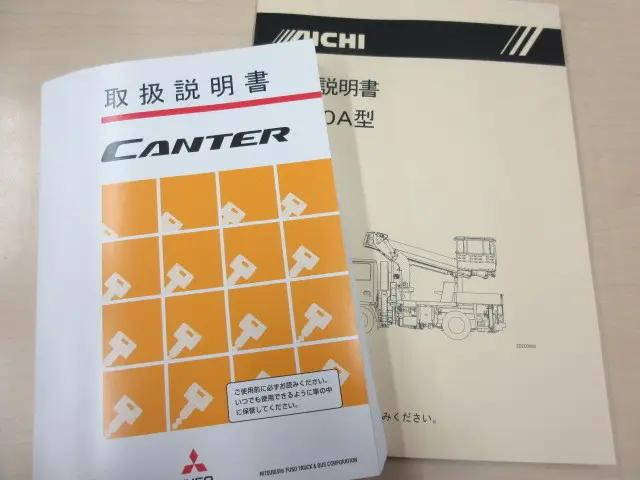 取扱説明書
CANTER
ご使用前に必ずお読みください。
いつでも使用できるように車の中
に保管してください。
MITSUBISHI FUSO TRUCK & BUS CORPORATION
AICHI
説明書
0A型
みください。